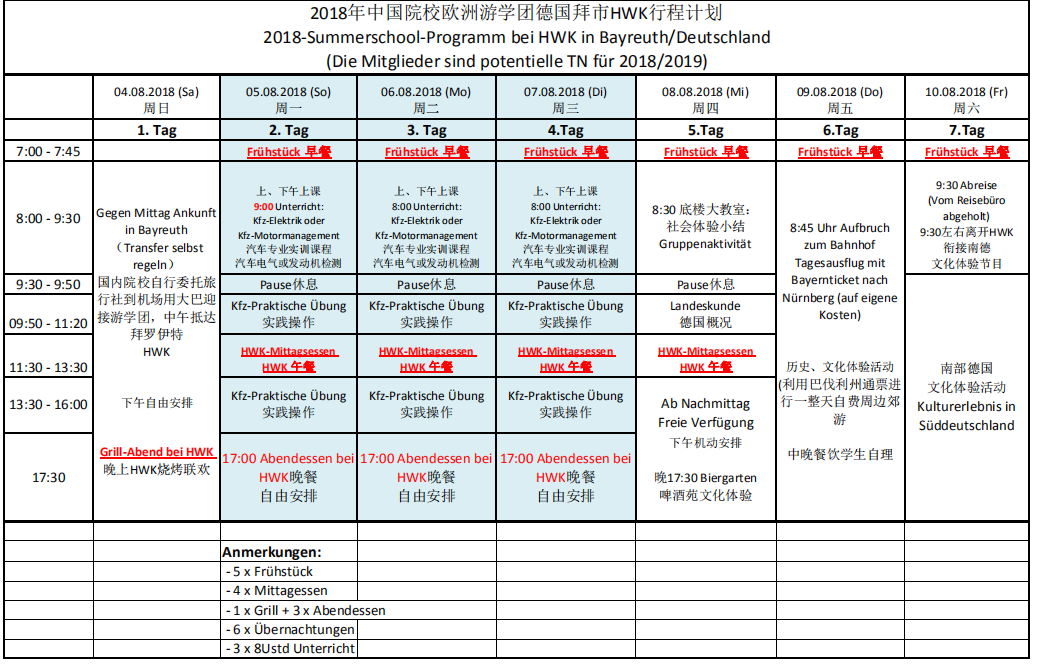 2018年中国院校欧洲游学团德国拜市HWK行程计划
2018-Summerschool-Programm bei HWK in Bayreuth/Deutschland
(Die Mitglieder sind potentielle TN für 2018/2019)
04.08.2018 (Sa)
周日
05.08.2018 (So)
周一
06.08.2018 (Mo)
周二
07.08.2018 (Di)
周三
08.08.2018 (Mi)
周四
09.08.2018 (Do)
周五
10.08.2018 (Fr)
周六
1. Tag
2. Tag
3. Tag
4.Tag
5.Tag
6.Tag
7.Tag
7:00 - 7:45
Frühstück 早餐
Frühstück 早餐
Frühstück 早餐
Frühstück 早餐
Frühstück 早餐
Frühstück 早餐
8:00 - 9:30
Gegen Mittag Ankunft
in Bayreuth
（Transfer selbst
regeln）
国内院校自行委托旅
行社到机场用大巴迎
接游学团，中午抵达
拜罗伊特
HWK
下午自由安排
Grill-Abend bei HWK
晚上HWK烧烤联欢
上、下午上课
9:00 Unterricht:
Kfz-Elektrik oder
Kfz-Motormanagement
汽车专业实训课程
汽车电气或发动机检测
上、下午上课
8:00 Unterricht:
Kfz-Elektrik oder
Kfz-Motormanagement
汽车专业实训课程
汽车电气或发动机检测
上、下午上课
8:00 Unterricht:
Kfz-Elektrik oder
Kfz-Motormanagement
汽车专业实训课程
汽车电气或发动机检测
8:30 底楼大教室：
社会体验小结
Gruppenaktivität
8:45 Uhr Aufbruch
zum Bahnhof
Tagesausflug mit
Bayernticket nach
Nürnberg (auf eigene
Kosten)
历史、文化体验活动
(利用巴伐利州通票进
行一整天自费周边郊
游
中晚餐饮学生自理
9:30 Abreise
(Vom Reisebüro
abgeholt)
9:30左右离开HWK
衔接南德
文化体验节目
9:30 - 9:50
Pause休息
Pause休息
Pause休息
Pause休息
09:50 - 11:20
Kfz-Praktische Übung
实践操作
Kfz-Praktische Übung
实践操作
Kfz-Praktische Übung
实践操作
Landeskunde
德国概况
11:30 - 13:30
HWK-Mittagsessen
HWK 午餐
HWK-Mittagsessen
HWK 午餐
HWK-Mittagsessen
HWK 午餐
HWK-Mittagsessen
HWK 午餐
南部德国
文化体验活动
Kulturerlebnis in
Süddeutschland
13:30 - 16:00
Kfz-Praktische Übung
实践操作
Kfz-Praktische Übung
实践操作
Kfz-Praktische Übung
实践操作
Ab Nachmittag
Freie Verfügung
下午机动安排
晚17:30 Biergarten
啤酒苑文化体验
17:30
17:00 Abendessen bei
HWK晚餐
自由安排
17:00 Abendessen bei
HWK晚餐
自由安排
17:00 Abendessen bei
HWK晚餐
自由安排
Anmerkungen:
- 5 x Frühstück
- 4 x Mittagessen
- 1 x Grill + 3 x Abendessen
- 6 x Übernachtungen
- 3 x 8Ustd Unterricht